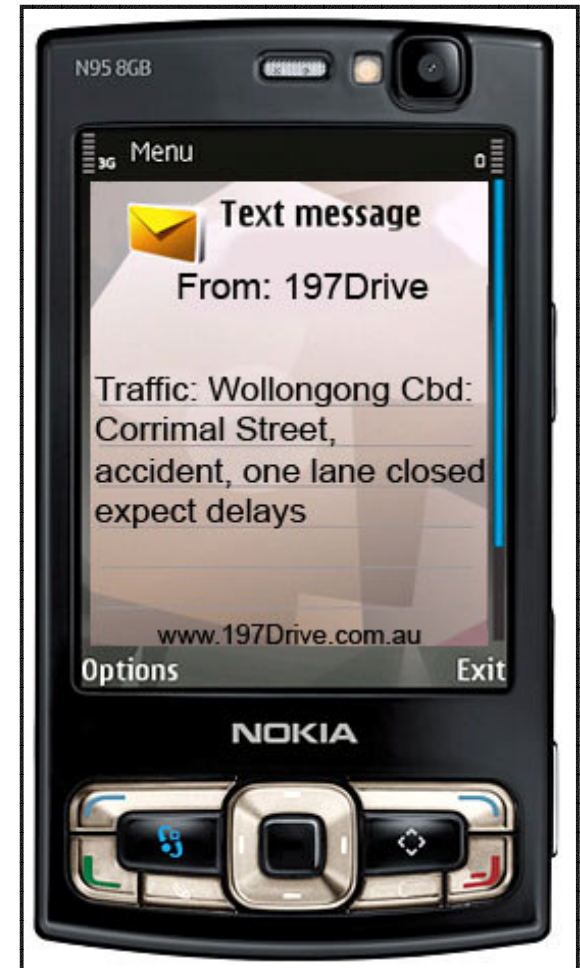 N95 8GB
3G Menu
Text message
From: 197Drive
Traffic: Wollongong Cbd:
Corrimal Street,
accident, one lane closed
expect delays
www.197Drive.com.au
Options Exit
NOKIA